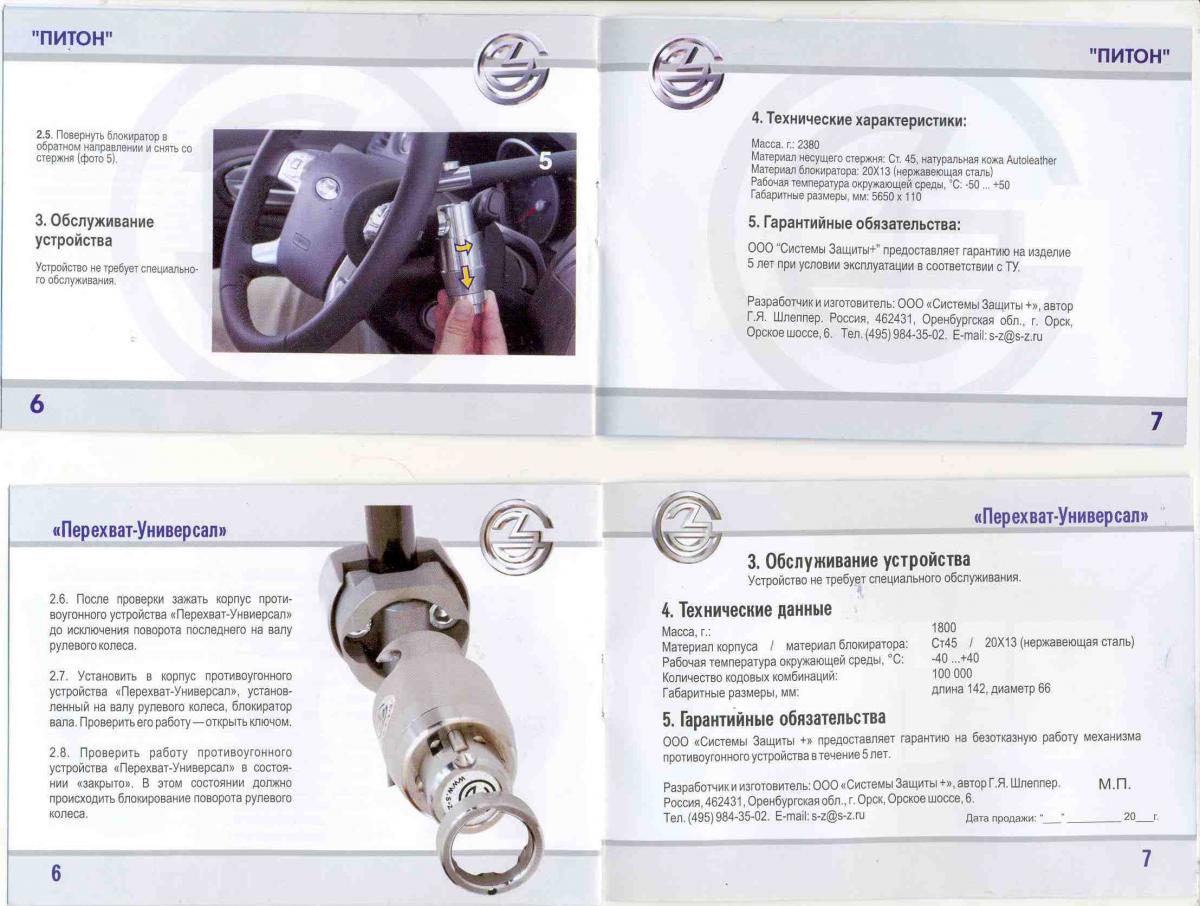 "ПИТОН"
2.5. Повернуть блокиратор в
обратном направлении и снять со
стержня (фото 5).
5
3. Обслуживание
устройства
Устройство не требует специально-
го обслуживания.
6
"ПИТОН"
4. Технические характеристики:
Масса. г.: 2380
Материал несущего стержня: Ст. 45, натуральная кожа Autoleather
Материал блокиратора: 20Х13 (нержавеющая сталь)
Рабочая температура окружающей среды, °С: -50 ... +50
Габаритные размеры, мм: 5650 х 110
5. Гарантийные обязательства:
ООО "Системы Защиты+" предоставляет гарантию на изделие
5 лет при условии эксплуатации в соответствии с ТУ.
Разработчик и изготовитель: ООО «Системы Защиты +», автор
Г.Я. Шлеппер. Россия, 462431, Оренбургская обл., г. Орск,
Орское шоссе, 6. Тел. (495) 984-35-02. E-mail: s-z@s-z.ru
7
«Перехват-Универсал»
2.6. После проверки зажать корпус проти-
воугонного устройства «Перехват-Унвиерсал»
до исключения поворота последнего на валу
рулевого колеса.
2.7. Установить в корпус противоугонного
устройства «Перехват-Универсал», установ-
ленный на валу рулевого колеса, блокиратор
вала. Проверить его работу — открыть ключом.
2.8. Проверить работу противоугонного
устройства «Перехват-Универсал» в состоя-
нии «закрыто». В этом состоянии должно
происходить блокирование поворота рулевого
колеса.
6
«Перехват-Универсал»
3. Обслуживание устройства
Устройство не требует специального обслуживания.
4. Технические данные
Масса, г.: 1800
Материал корпуса / материал блокиратора: Ст45 / 20Х13 (нержавеющая сталь)
Рабочая температура окружающей среды, °С: -40 ...+40
Количество кодовых комбинаций: 100 000
Габаритные размеры, мм: длина 142, диаметр 66
5. Гарантийные обязательства
ООО «Системы Защиты +» предоставляет гарантию на безотказную работу механизма
противоугонного устройства в течение 5 лет.
Разработчик и изготовитель: ООО «Системы Защиты +», автор Г.Я. Шлеппер. М.П.
Россия, 462431, Оренбургская обл., г. Орск, Орское шоссе, 6.
Тел. (495) 984-35-02. E-mail: s-z@s-z.ru Дата продажи: "___" __________ 20___г.
7